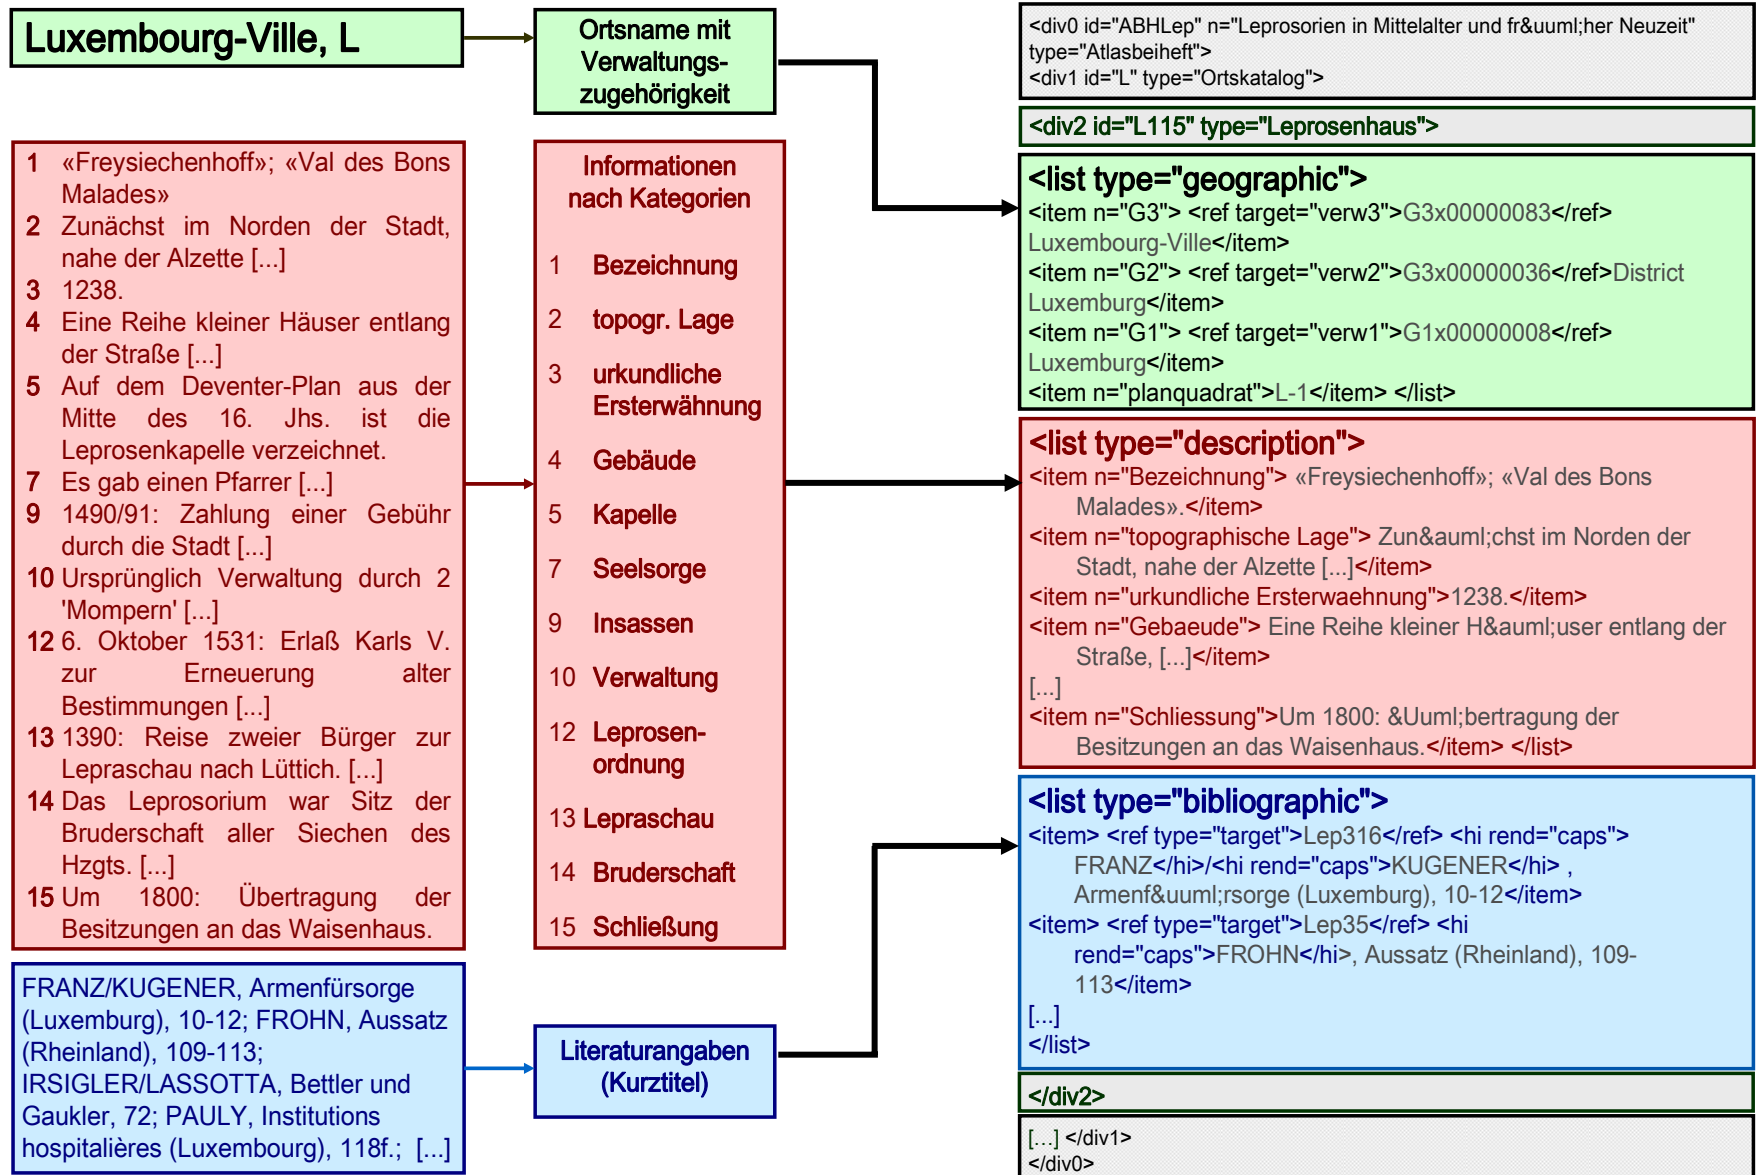 Luxembourg-Ville, L
1 «Freysiechenhoff»; «Val des Bons
Malades»
2 Zunächst im Norden der Stadt,
nahe der Alzette [...]
3 1238.
4 Eine Reihe kleiner Häuser entlang
der Straße [...]
5 Auf dem Deventer-Plan aus der
Mitte des 16. Jhs. ist die
Leprosenkapelle verzeichnet.
7 Es gab einen Pfarrer [...]
9 1490/91: Zahlung einer Gebühr
durch die Stadt [...]
10 Ursprünglich Verwaltung durch 2
'Mompern' [...]
12 6. Oktober 1531: Erlaß Karls V.
zur Erneuerung alter
Bestimmungen [...]
13 1390: Reise zweier Bürger zur
Lepraschau nach Lüttich. [...]
14 Das Leprosorium war Sitz der
Bruderschaft aller Siechen des
Hzgts. [...]
15 Um 1800: Übertragung der
Besitzungen an das Waisenhaus.
FRANZ/KUGENER, Armenfürsorge
(Luxemburg), 10-12; FROHN, Aussatz
(Rheinland), 109-113;
IRSIGLER/LASSOTTA, Bettler und
Gaukler, 72; PAULY, Institutions
hospitalières (Luxembourg), 118f.; [...]
Ortsname mit
Verwaltungs-
zugehörigkeit
Informationen
nach Kategorien
1 Bezeichnung
2 topogr. Lage
3 urkundliche
Ersterwähnung
4 Gebäude
5 Kapelle
7 Seelsorge
9 Insassen
10 Verwaltung
12 Leprosen-
ordnung
13 Lepraschau
14 Bruderschaft
15 Schließung
Literaturangaben
(Kurztitel)
<div0 id="ABHLep" n="Leprosorien in Mittelalter und fr&uuml;her Neuzeit"
type="Atlasbeiheft">
<div1 id="L" type="Ortskatalog">
<div2 id="L115" type="Leprosenhaus">
<list type="geographic">
<item n="G3"> <ref target="verw3">G3x00000083</ref>
Luxembourg-Ville</item>
<item n="G2"> <ref target="verw2">G3x00000036</ref>District
Luxemburg</item>
<item n="G1"> <ref target="verw1">G1x00000008</ref>
Luxemburg</item>
<item n="planquadrat">L-1</item> </list>
<list type="description">
<item n="Bezeichnung"> «Freysiechenhoff»; «Val des Bons
Malades».</item>
<item n="topographische Lage"> Zun&auml;chst im Norden der
Stadt, nahe der Alzette [...]</item>
<item n="urkundliche Ersterwaehnung">1238.</item>
<item n="Gebaeude"> Eine Reihe kleiner H&auml;user entlang der
Straße, [...]</item>
[...]
<item n="Schliessung">Um 1800: &Uuml;bertragung der
Besitzungen an das Waisenhaus.</item> </list>
<list type="bibliographic">
<item> <ref type="target">Lep316</ref> <hi rend="caps">
FRANZ</hi>/<hi rend="caps">KUGENER</hi> ,
Armenf&uuml;rsorge (Luxemburg), 10-12</item>
<item> <ref type="target">Lep35</ref> <hi
rend="caps">FROHN</hi>, Aussatz (Rheinland), 109-
113</item>
[...]
</list>
</div2>
[...] </div1>
</div0>